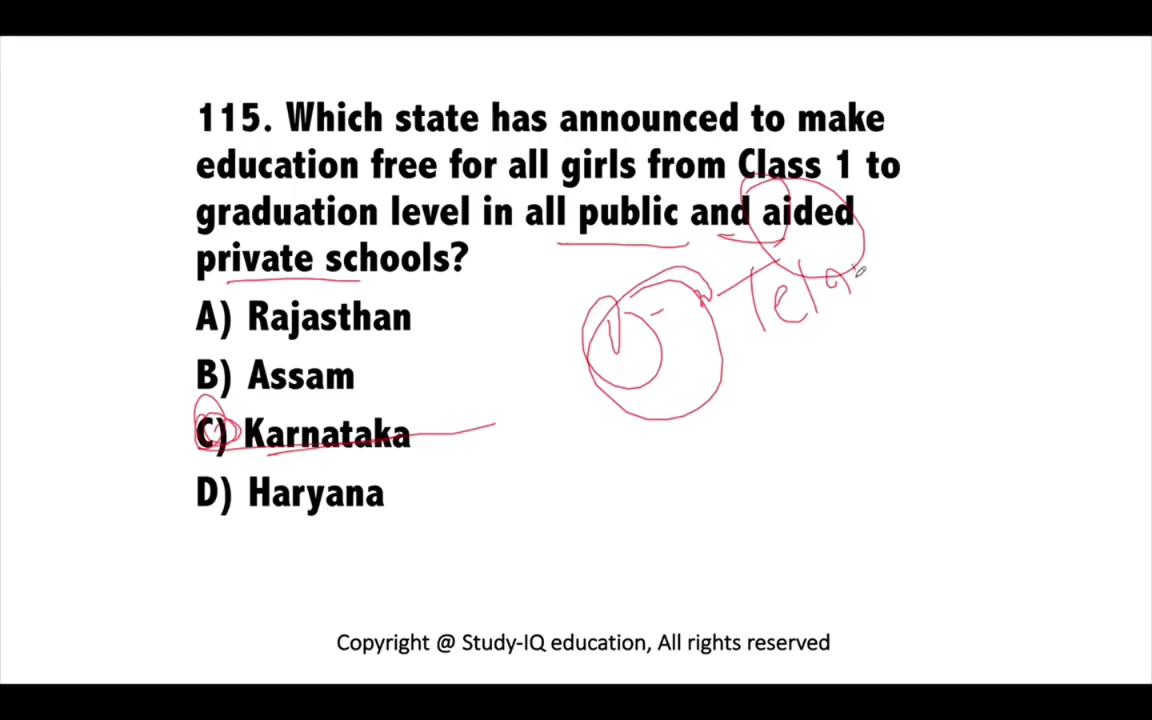 115. Which state has announced to make
education free for all girls from Class 1 to
graduation level in all public and aided
private schools?
A) Rajasthan
B) Assam
C) Karnataka
D) Haryana
Tela
Copyright @ Study-IQ education, All rights reserved